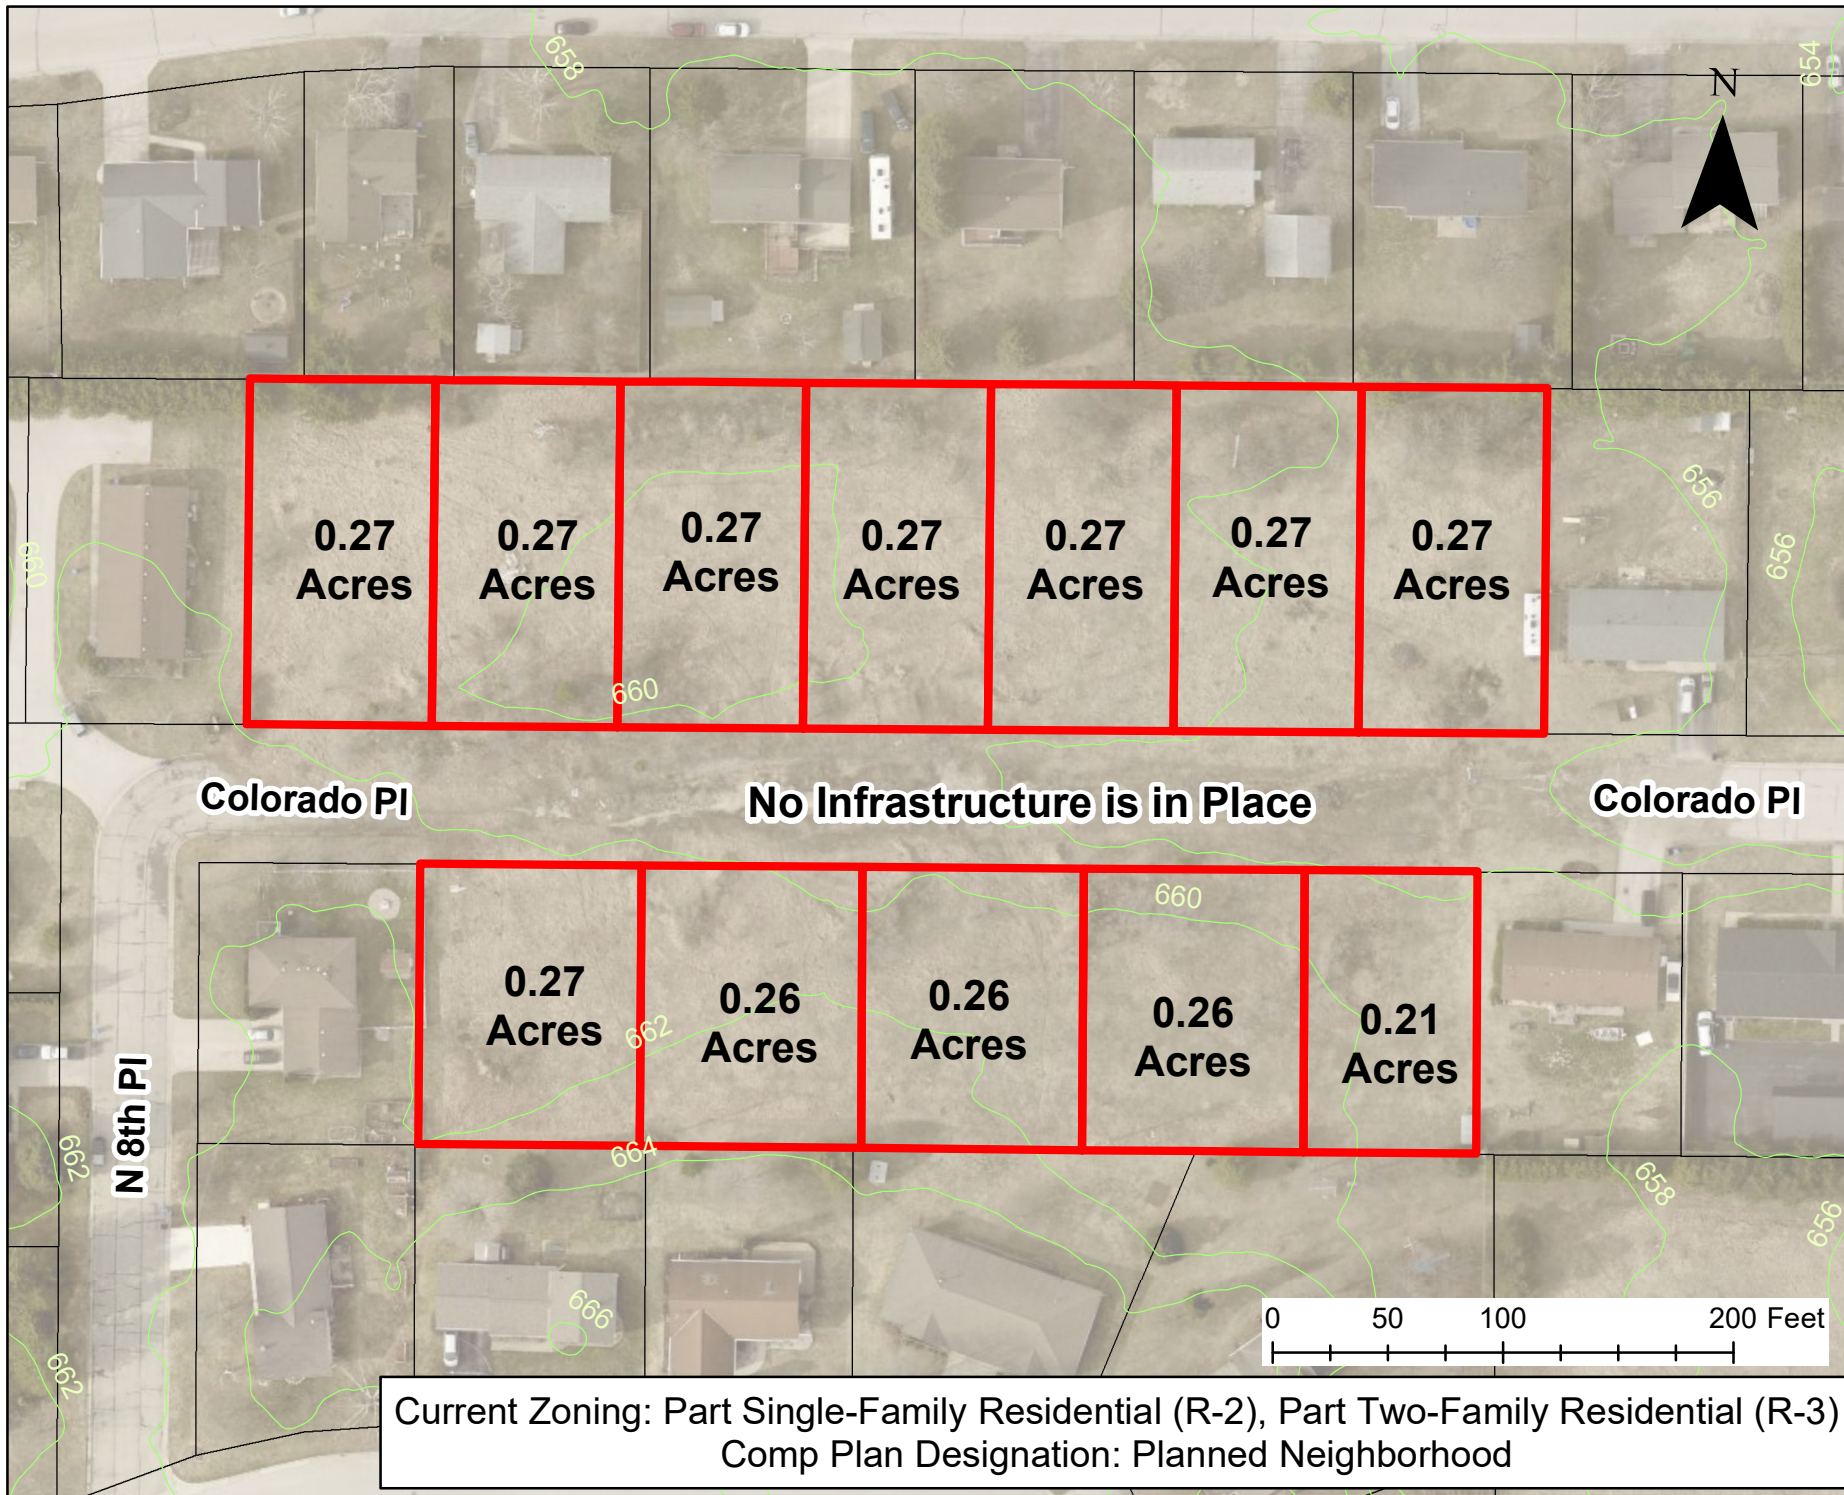 658
654
N
0.27
Acres
0.27
Acres
0.27
Acres
0.27
Acres
0.27
Acres
0.27
Acres
0.27
Acres
660
656
656
660
Colorado Pl
No Infrastructure is in Place
Colorado Pl
660
0.27
Acres
0.26
Acres
0.26
Acres
0.26
Acres
0.21
Acres
662
N 8th Pl
662
664
658
656
666
662
0 50 100 200 Feet
Current Zoning: Part Single-Family Residential (R-2), Part Two-Family Residential (R-3)
Comp Plan Designation: Planned Neighborhood